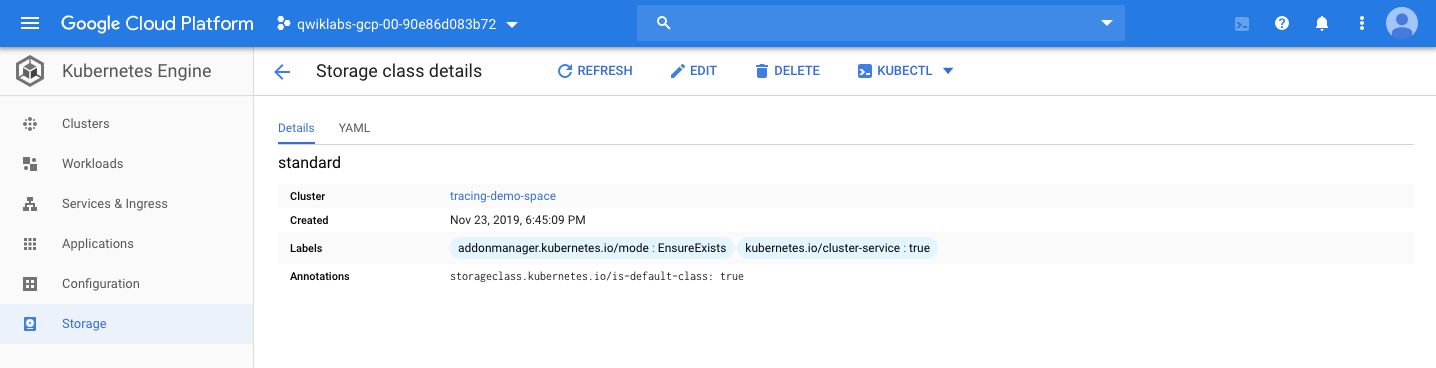 Google Cloud Platform qwiklabs-gcp-00-90e86d083b72
Kubernetes Engine Storage class details REFRESH EDIT DELETE KUBECTL
Clusters
Workloads
Services & Ingress
Applications
Configuration
Storage
Details YAML
standard
Cluster tracing-demo-space
Created Nov 23, 2019, 6:45:09 PM
Labels addonmanager.kubernetes.io/mode : EnsureExists kubernetes.io/cluster-service : true
Annotations storageclass.kubernetes.io/is-default-class: true